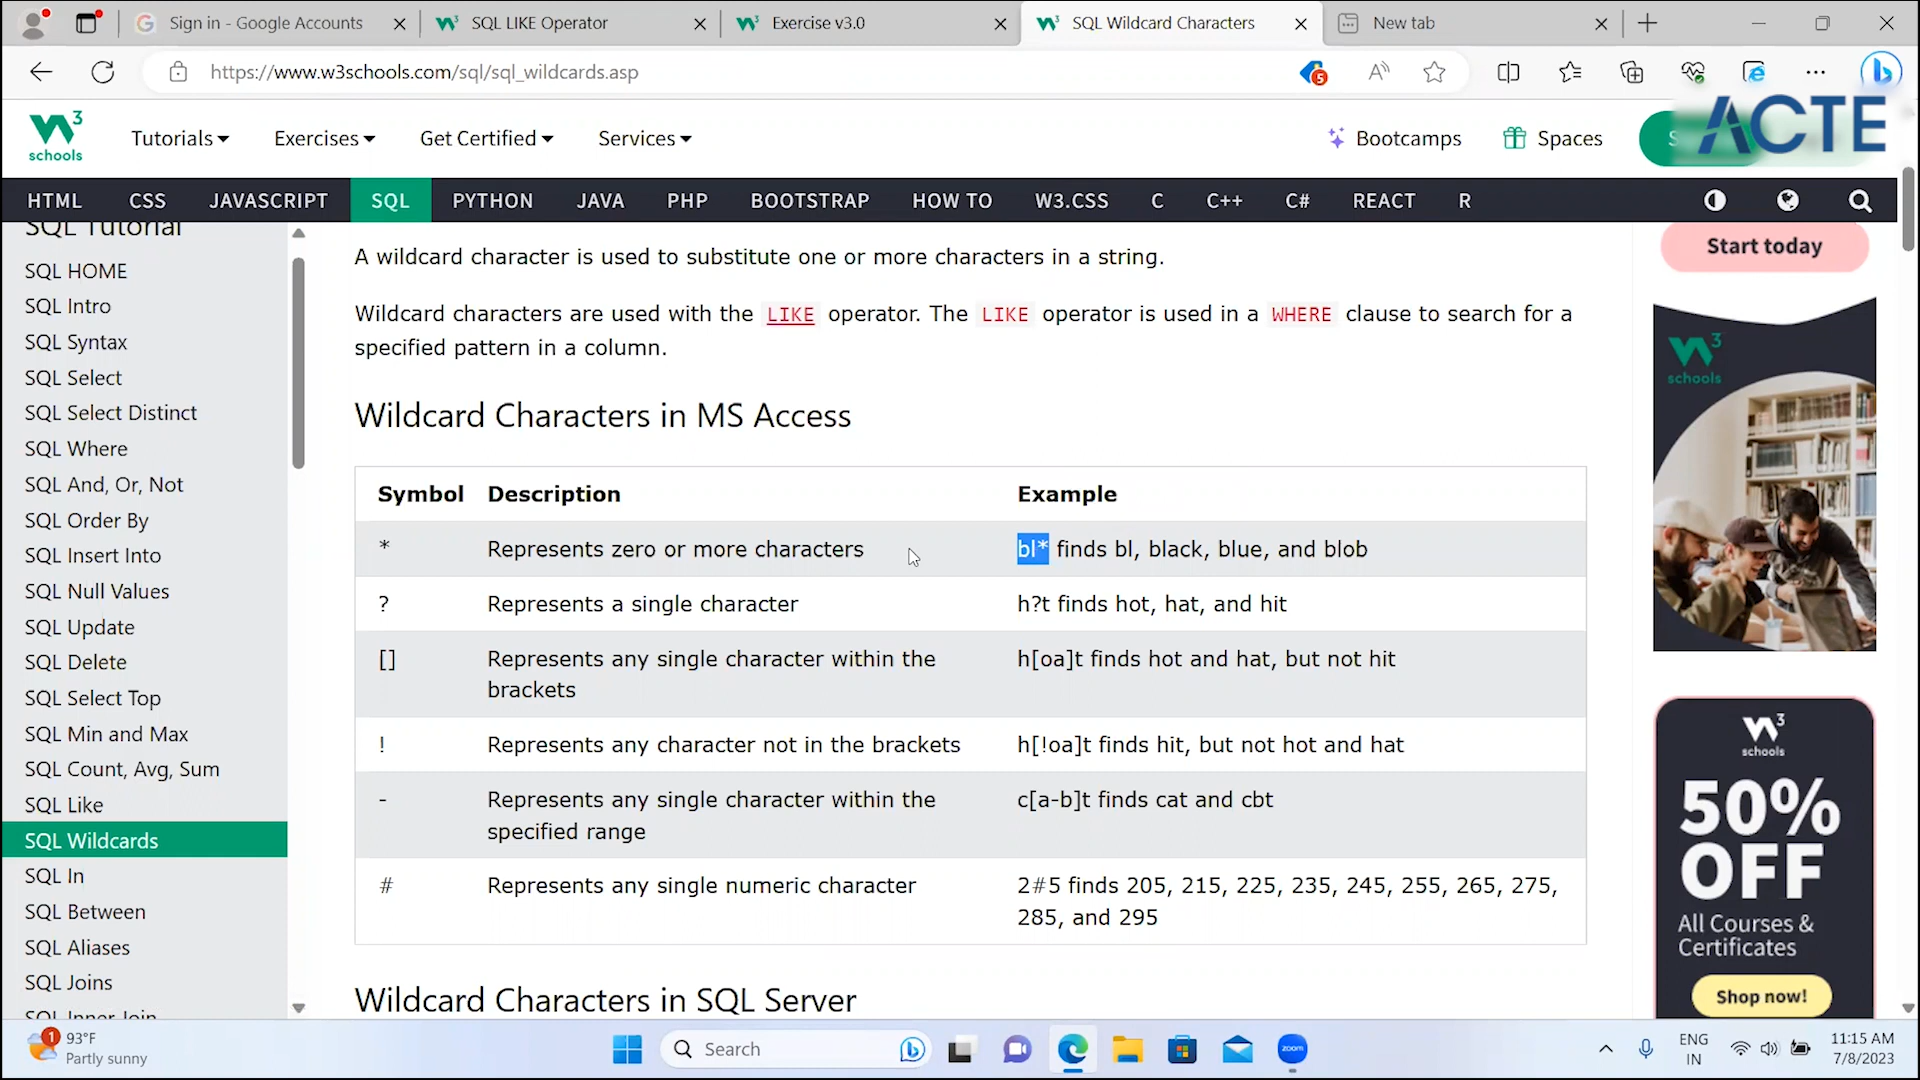 Sign in - Google Accounts
SQL LIKE Operator
Exercise v3.0
SQL Wildcard Characters
New tab
https://www.w3schools.com/sql/sql_wildcards.asp
5
3
schools
Tutorials
Exercises
Get Certified
Services
Bootcamps
Spaces
S
ACTE
HTML CSS JAVASCRIPT SQL PYTHON JAVA PHP BOOTSTRAP HOW TO W3.CSS C C++ C# REACT R
SQL Tutorial
SQL HOME
SQL Intro
SQL Syntax
SQL Select
SQL Select Distinct
SQL Where
SQL And, Or, Not
SQL Order By
SQL Insert Into
SQL Null Values
SQL Update
SQL Delete
SQL Select Top
SQL Min and Max
SQL Count, Avg, Sum
SQL Like
SQL Wildcards
SQL In
SQL Between
SQL Aliases
SQL Joins
SQL Inner Join
A wildcard character is used to substitute one or more characters in a string.
Wildcard characters are used with the LIKE operator. The LIKE operator is used in a WHERE clause to search for a
specified pattern in a column.
Wildcard Characters in MS Access
Symbol Description Example
* Represents zero or more characters bl* finds bl, black, blue, and blob
? Represents a single character h?t finds hot, hat, and hit
[] Represents any single character within the h[oa]t finds hot and hat, but not hit
brackets
! Represents any character not in the brackets h[!oa]t finds hit, but not hot and hat
- Represents any single character within the c[a-b]t finds cat and cbt
specified range
# Represents any single numeric character 2#5 finds 205, 215, 225, 235, 245, 255, 265, 275,
285, and 295
Wildcard Characters in SQL Server
Start today
3
schools
3
schools
50%
OFF
All Courses &
Certificates
Shop now!
1
93°F
Partly sunny
Search
zoom
ENG
IN
11:15 AM
7/8/2023